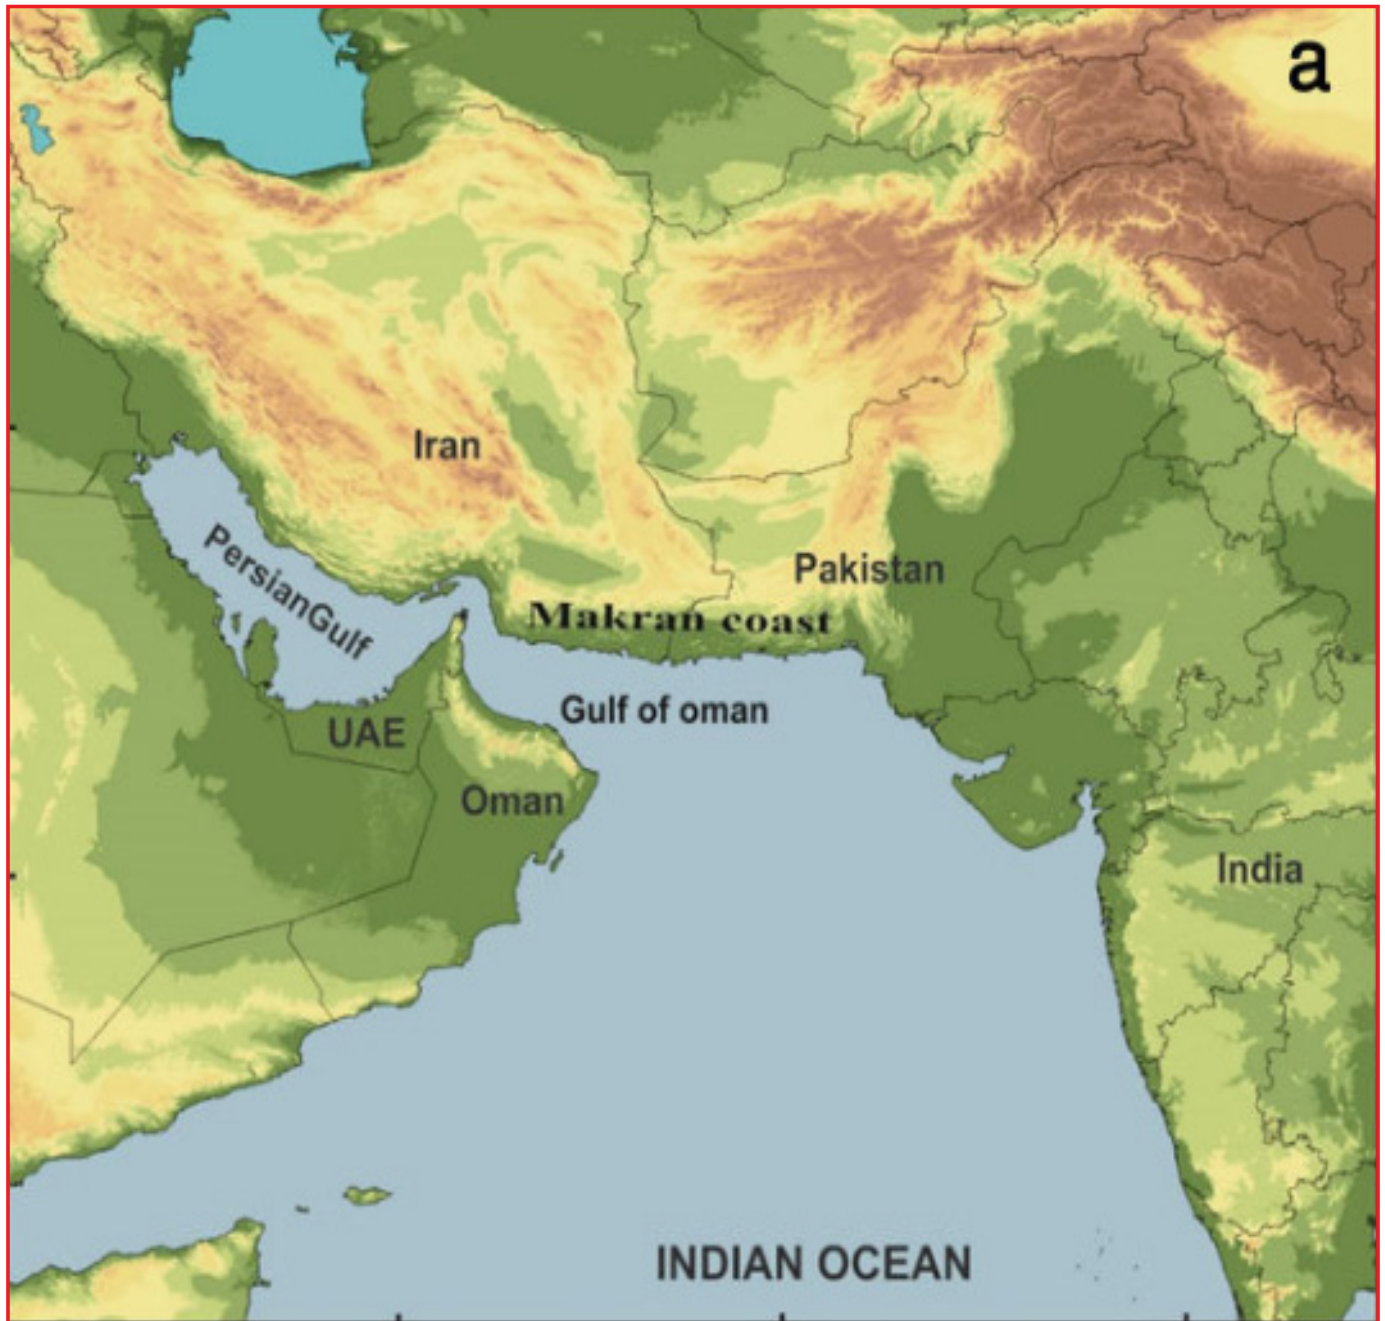 a
Iran
PersianGulf
Pakistan
Makran coast
Gulf of oman
UAE
Oman
India
INDIAN OCEAN